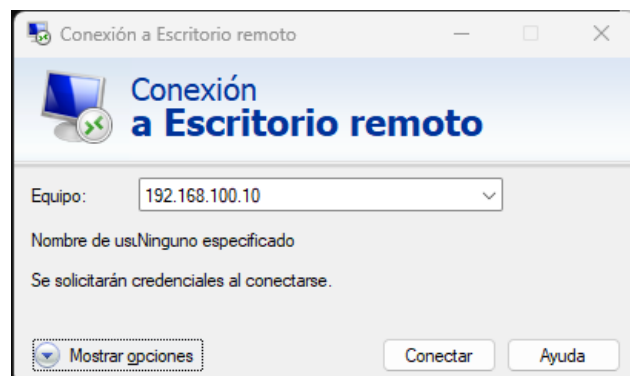 Conexión a Escritorio remoto
Conexión
a Escritorio remoto
Equipo: 192.168.100.10
Nombre de usuNinguno especificado
Se solicitarán credenciales al conectarse.
Mostrar opciones Conectar Ayuda